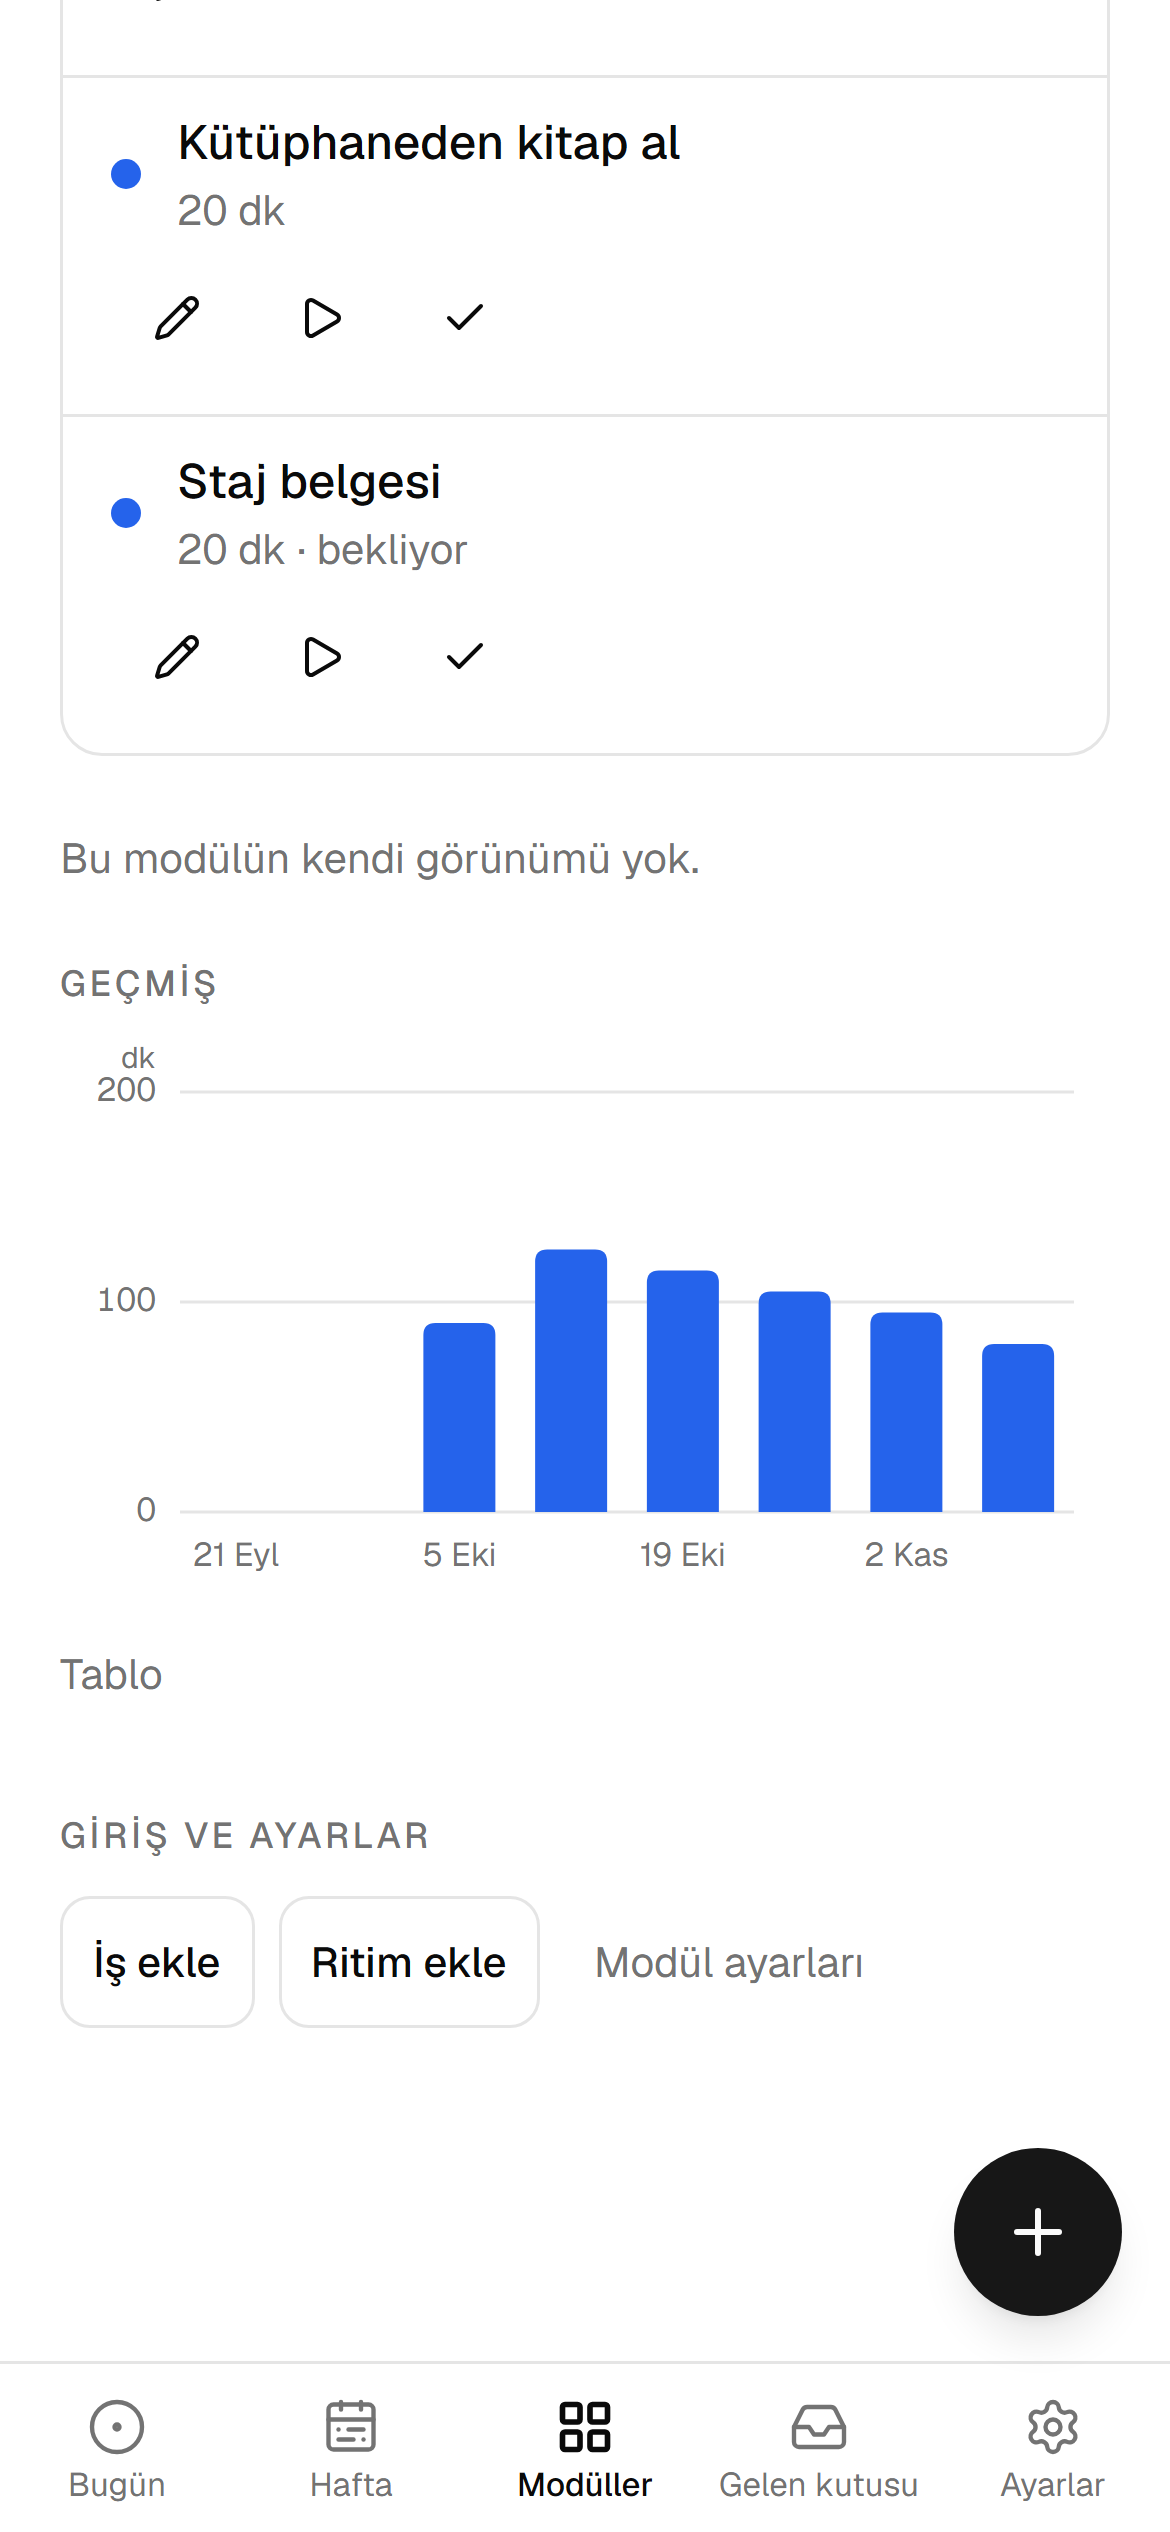 Kütüphaneden kitap al
20 dk
Staj belgesi
20 dk · bekliyor
Bu modülün kendi görünümü yok.
GEÇMİŞ
dk
200
100
0
21 Eyl 5 Eki 19 Eki 2 Kas
Tablo
GİRİŞ VE AYARLAR
İş ekle Ritim ekle Modül ayarları
Bugün Hafta Modüller Gelen kutusu Ayarlar